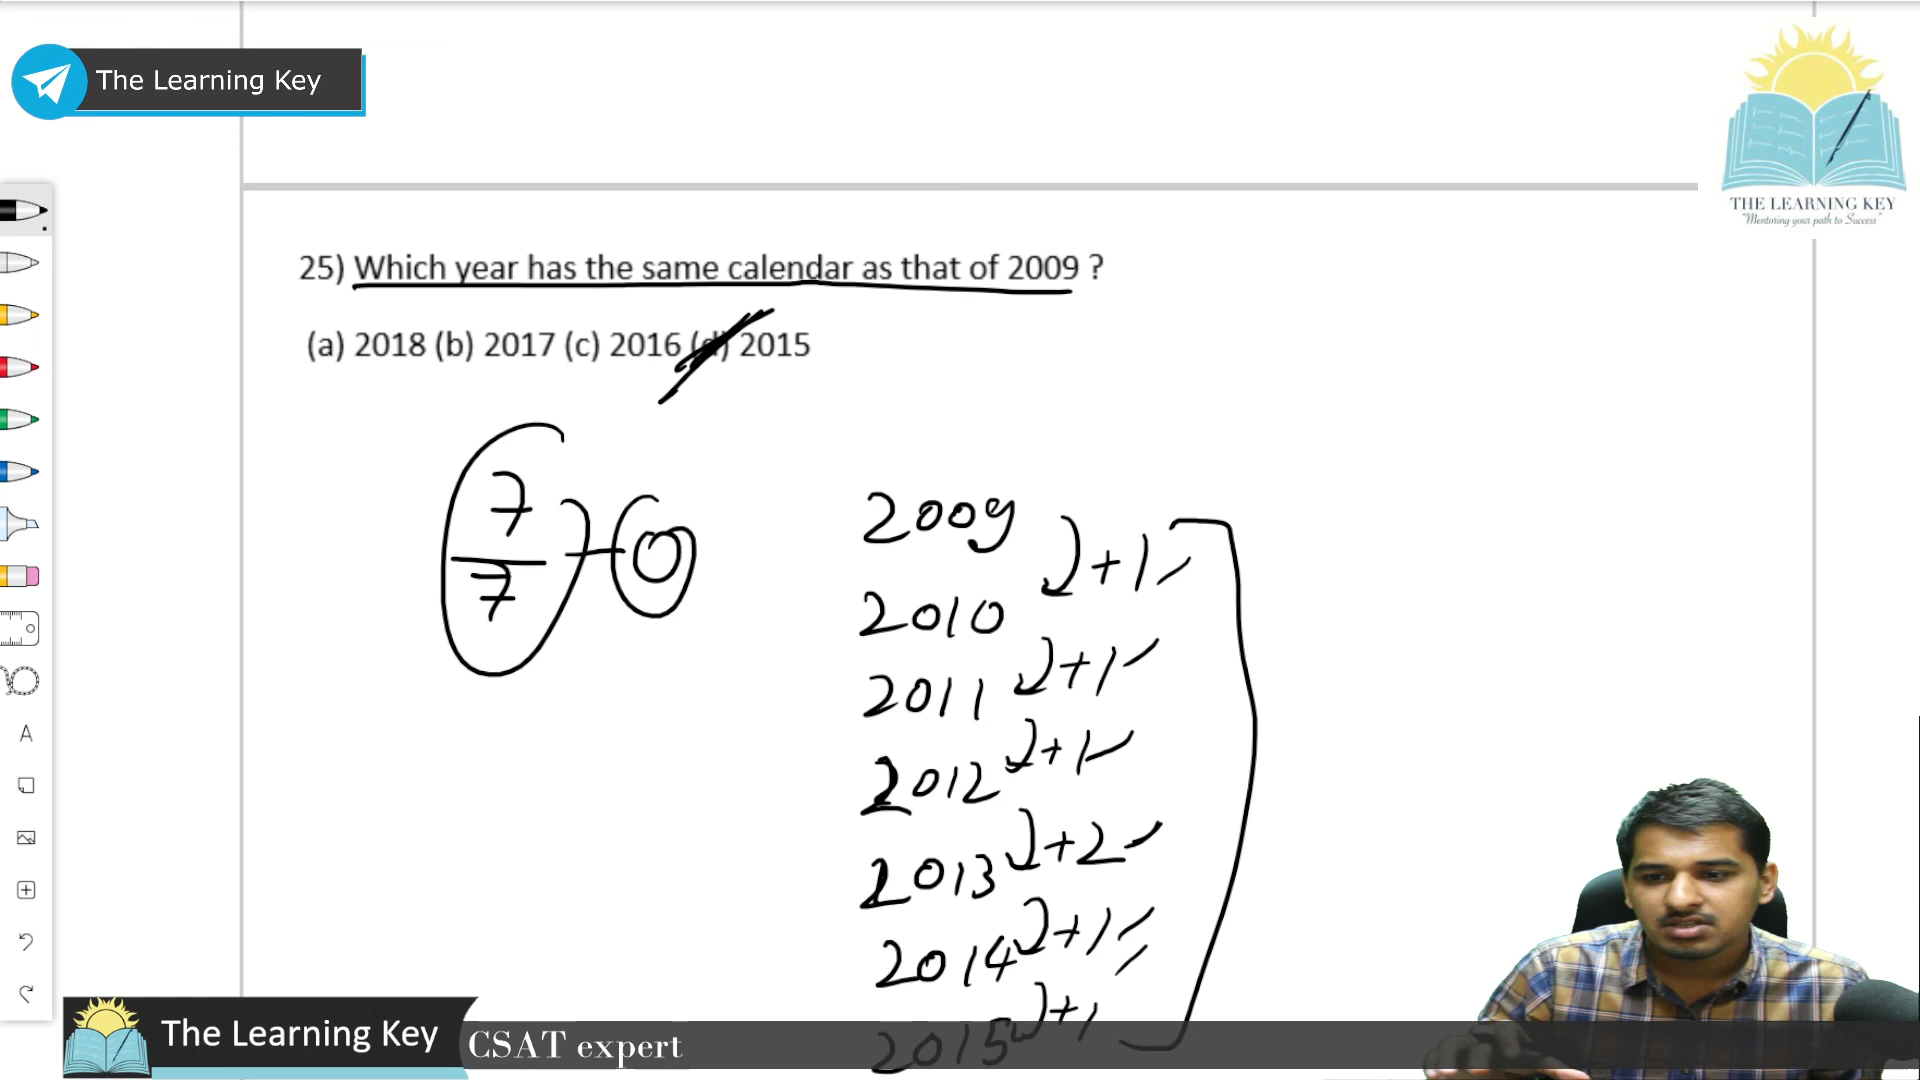 The Learning Key
THE LEARNING KEY
"Mentoring your path to Success"
25) Which year has the same calendar as that of 2009 ?
(a) 2018 (b) 2017 (c) 2016 (d) 2015
7
7
0
2009
+1
2010
+1
2011
+1
2012
+2
2013
+1
2014
+1
2015
A
The Learning Key
CSAT expert